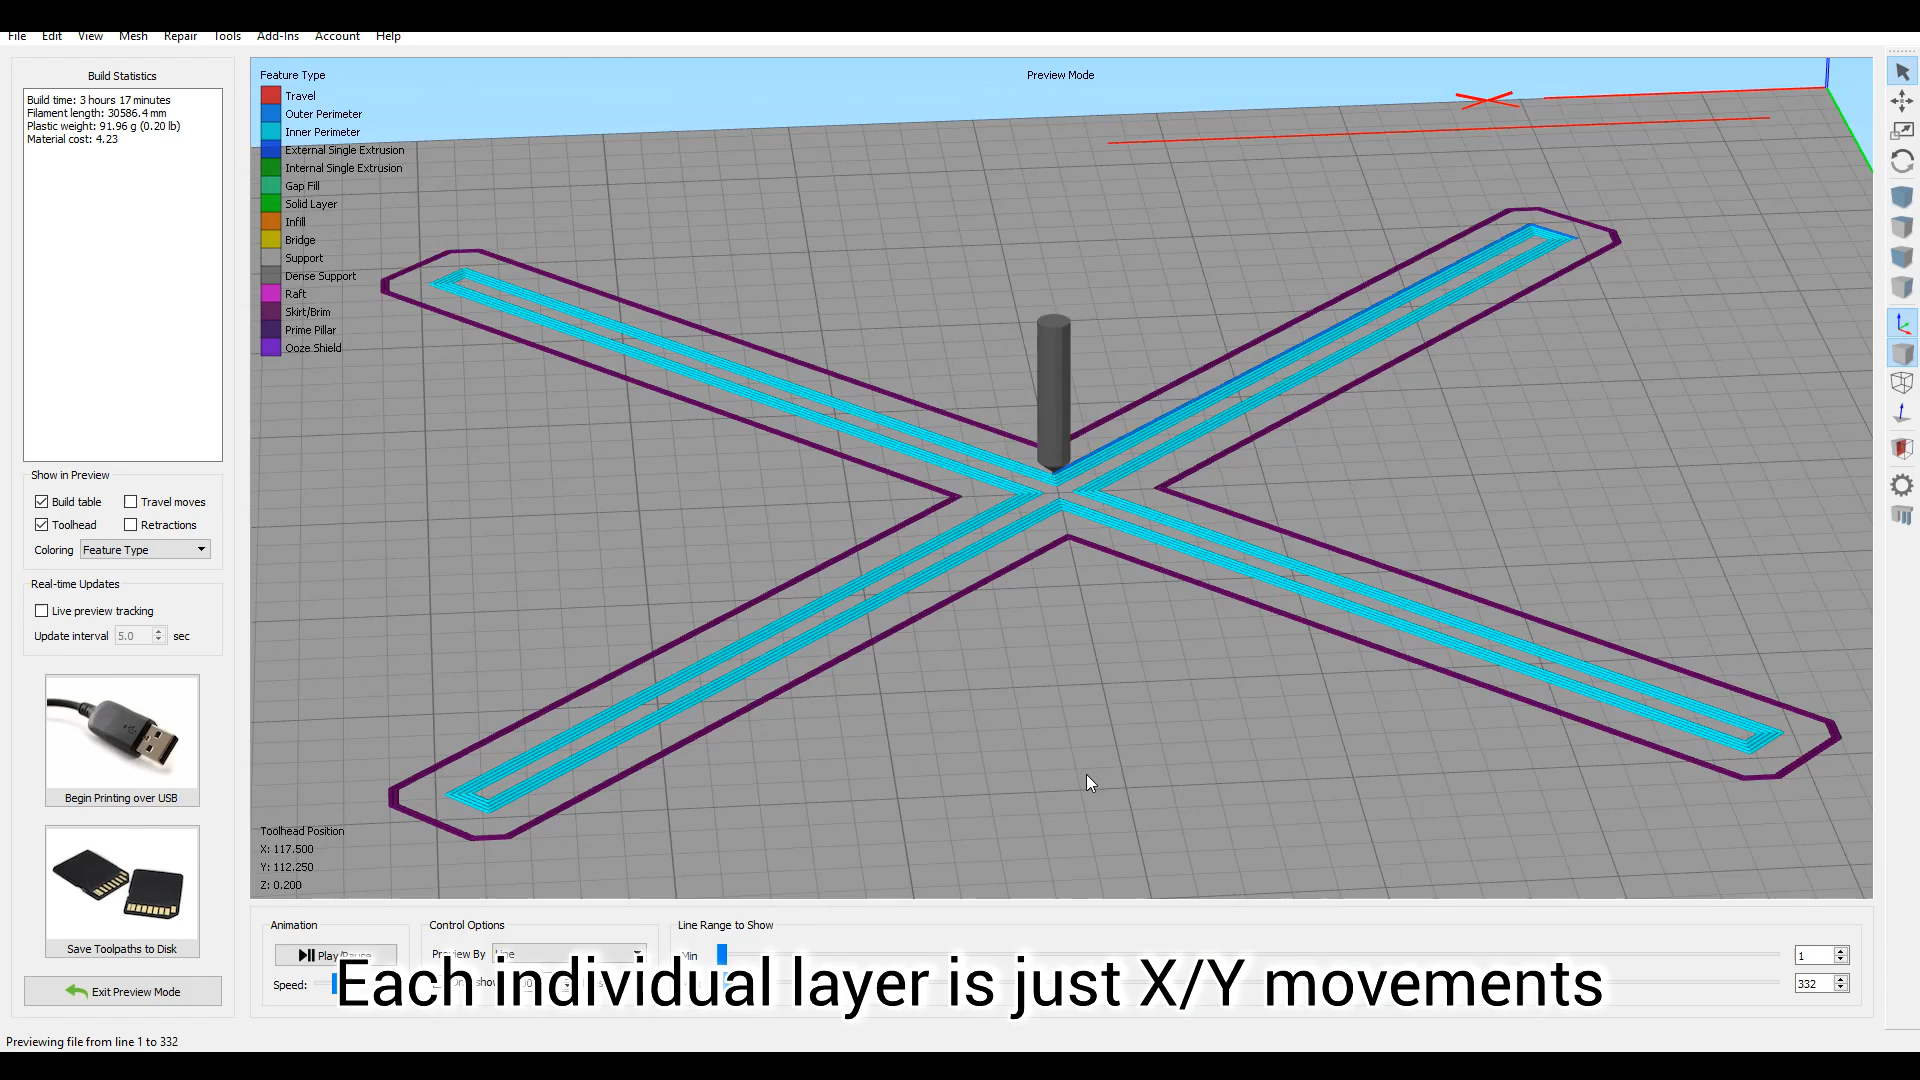 File Edit View Mesh Repair Tools Add-Ins Account Help
Build Statistics
Build time: 3 hours 17 minutes
Filament length: 30586.4 mm
Plastic weight: 91.96 g (0.20 lb)
Material cost: 4.23
Show in Preview
Build table Travel moves
Toolhead Retractions
Coloring Feature Type
Real-time Updates
Live preview tracking
Update interval 5.0 sec
Begin Printing over USB
Save Toolpaths to Disk
Exit Preview Mode
Preview Mode
Feature Type
Travel
Outer Perimeter
Inner Perimeter
External Single Extrusion
Internal Single Extrusion
Gap Fill
Solid Layer
Infill
Bridge
Support
Dense Support
Raft
Skirt/Brim
Prime Pillar
Ooze Shield
Toolhead Position
X: 117.500
Y: 112.250
Z: 0.200
Animation
Play/Pause
Speed:
Control Options
Preview By Line
Line Range to Show
Min 1
332
Each individual layer is just X/Y movements
Previewing file from line 1 to 332